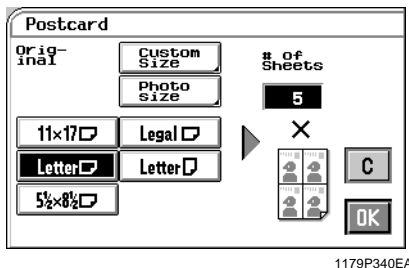 Postcard
Orig-
inal
Custom
Size
Photo
size
# of
Sheets
5
11×17
Legal
×
Letter
Letter
C
5½×8½
OK
1179P340EA